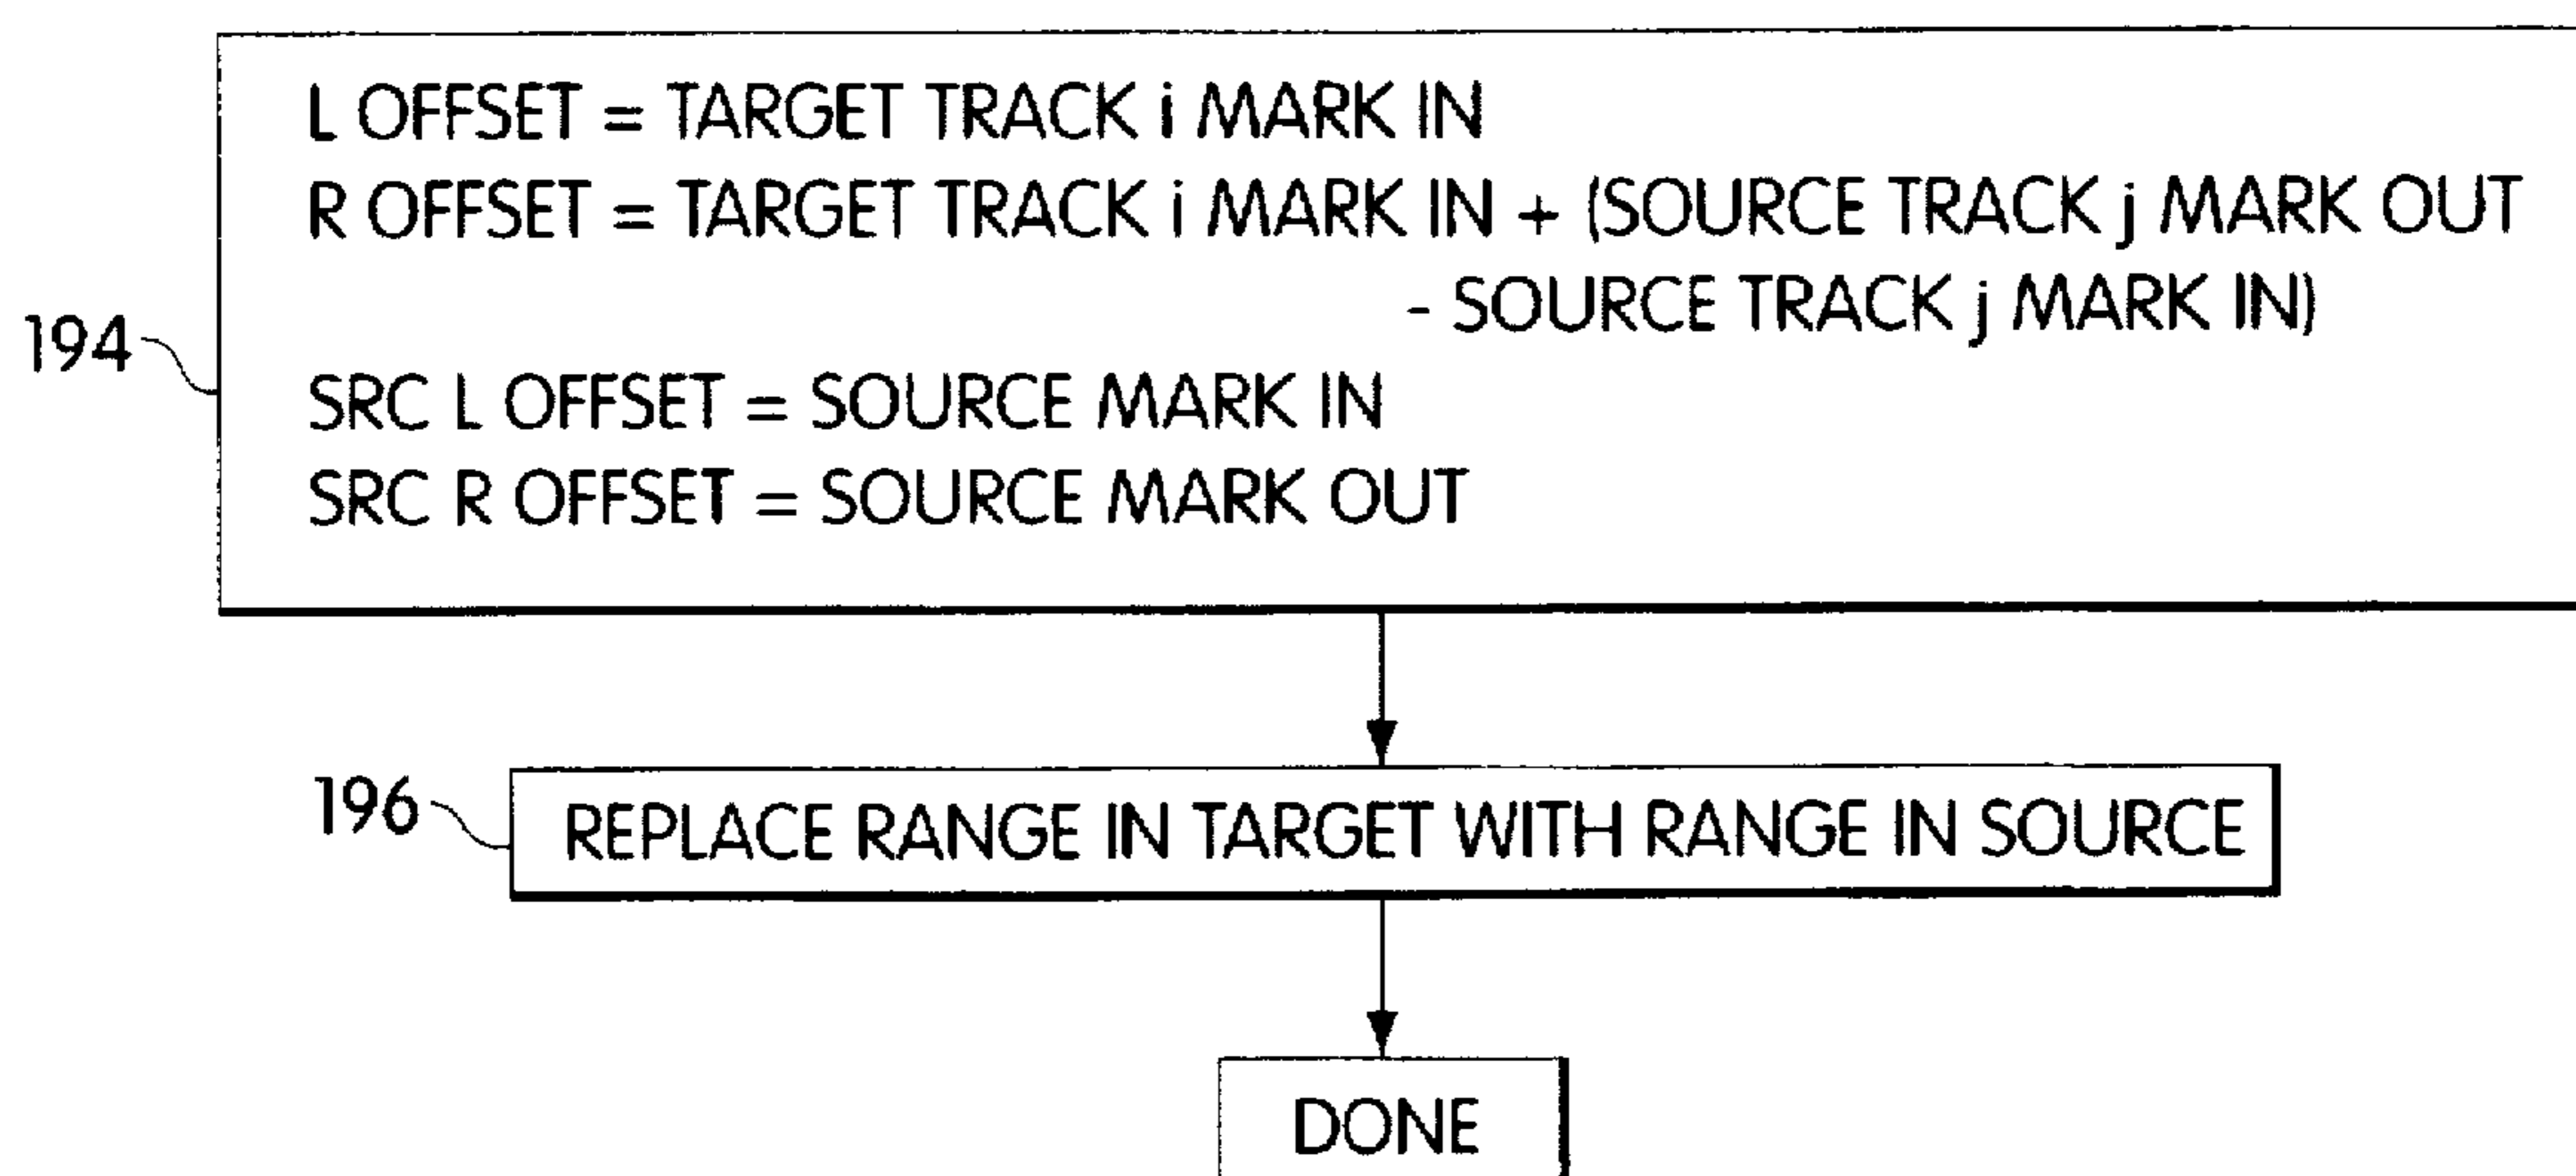 L OFFSET = TARGET TRACK i MARK IN
R OFFSET = TARGET TRACK i MARK IN + (SOURCE TRACK j MARK OUT
- SOURCE TRACK j MARK IN)
194
SRC L OFFSET = SOURCE MARK IN
SRC R OFFSET = SOURCE MARK OUT
196
REPLACE RANGE IN TARGET WITH RANGE IN SOURCE
DONE